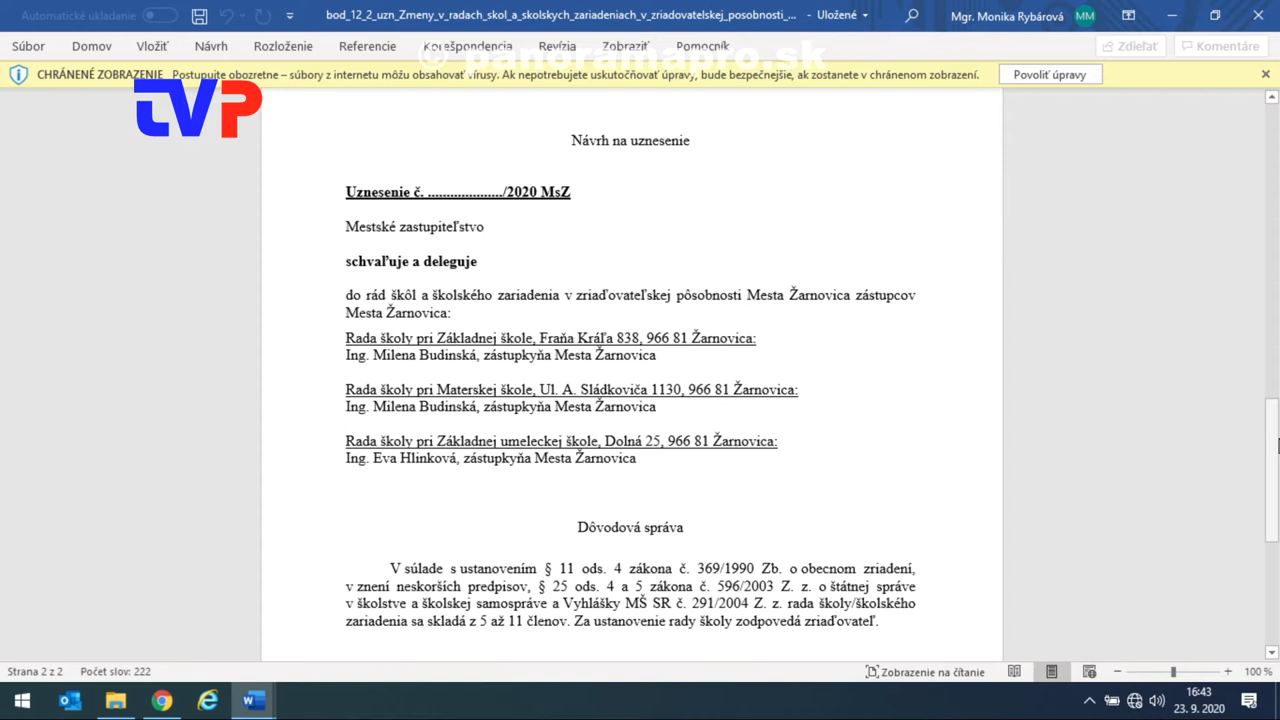 Automatické ukladanie
bod_12_2_uzn_Zmeny_v_radach_skol_a_skolskych_zariadeniach_v_zriadovatelskej_posobnosti_... - Uložené
Mgr. Monika Rybárová
MM
Súbor Domov Vložiť Návrh Rozloženie Referencie Korešpondencia Revízia Zobraziť Pomocník Zdieľať Komentáre
© panoramapro.sk
CHRÁNENÉ ZOBRAZENIE Postupujte obozretne – súbory z internetu môžu obsahovať vírusy. Ak nepotrebujete uskutočňovať úpravy, bude bezpečnejšie, ak zostanete v chránenom zobrazení. Povoliť úpravy
tVP
Návrh na uznesenie
Uznesenie č. ...................../2020 MsZ
Mestské zastupiteľstvo
schvaľuje a deleguje
do rád škôl a školského zariadenia v zriaďovateľskej pôsobnosti Mesta Žarnovica zástupcov
Mesta Žarnovica:
Rada školy pri Základnej škole, Fraňa Kráľa 838, 966 81 Žarnovica:
Ing. Milena Budinská, zástupkyňa Mesta Žarnovica
Rada školy pri Materskej škole, Ul. A. Sládkoviča 1130, 966 81 Žarnovica:
Ing. Milena Budinská, zástupkyňa Mesta Žarnovica
Rada školy pri Základnej umeleckej škole, Dolná 25, 966 81 Žarnovica:
Ing. Eva Hlinková, zástupkyňa Mesta Žarnovica
Dôvodová správa
V súlade s ustanovením § 11 ods. 4 zákona č. 369/1990 Zb. o obecnom zriadení,
v znení neskorších predpisov, § 25 ods. 4 a 5 zákona č. 596/2003 Z. z. o štátnej správe
v školstve a školskej samospráve a Vyhlášky MŠ SR č. 291/2004 Z. z. rada školy/školského
zariadenia sa skladá z 5 až 11 členov. Za ustanovenie rady školy zodpovedá zriaďovateľ.
Strana 2 z 2 Počet slov: 222 Zobrazenie na čítanie 100 %
16:43
23. 9. 2020